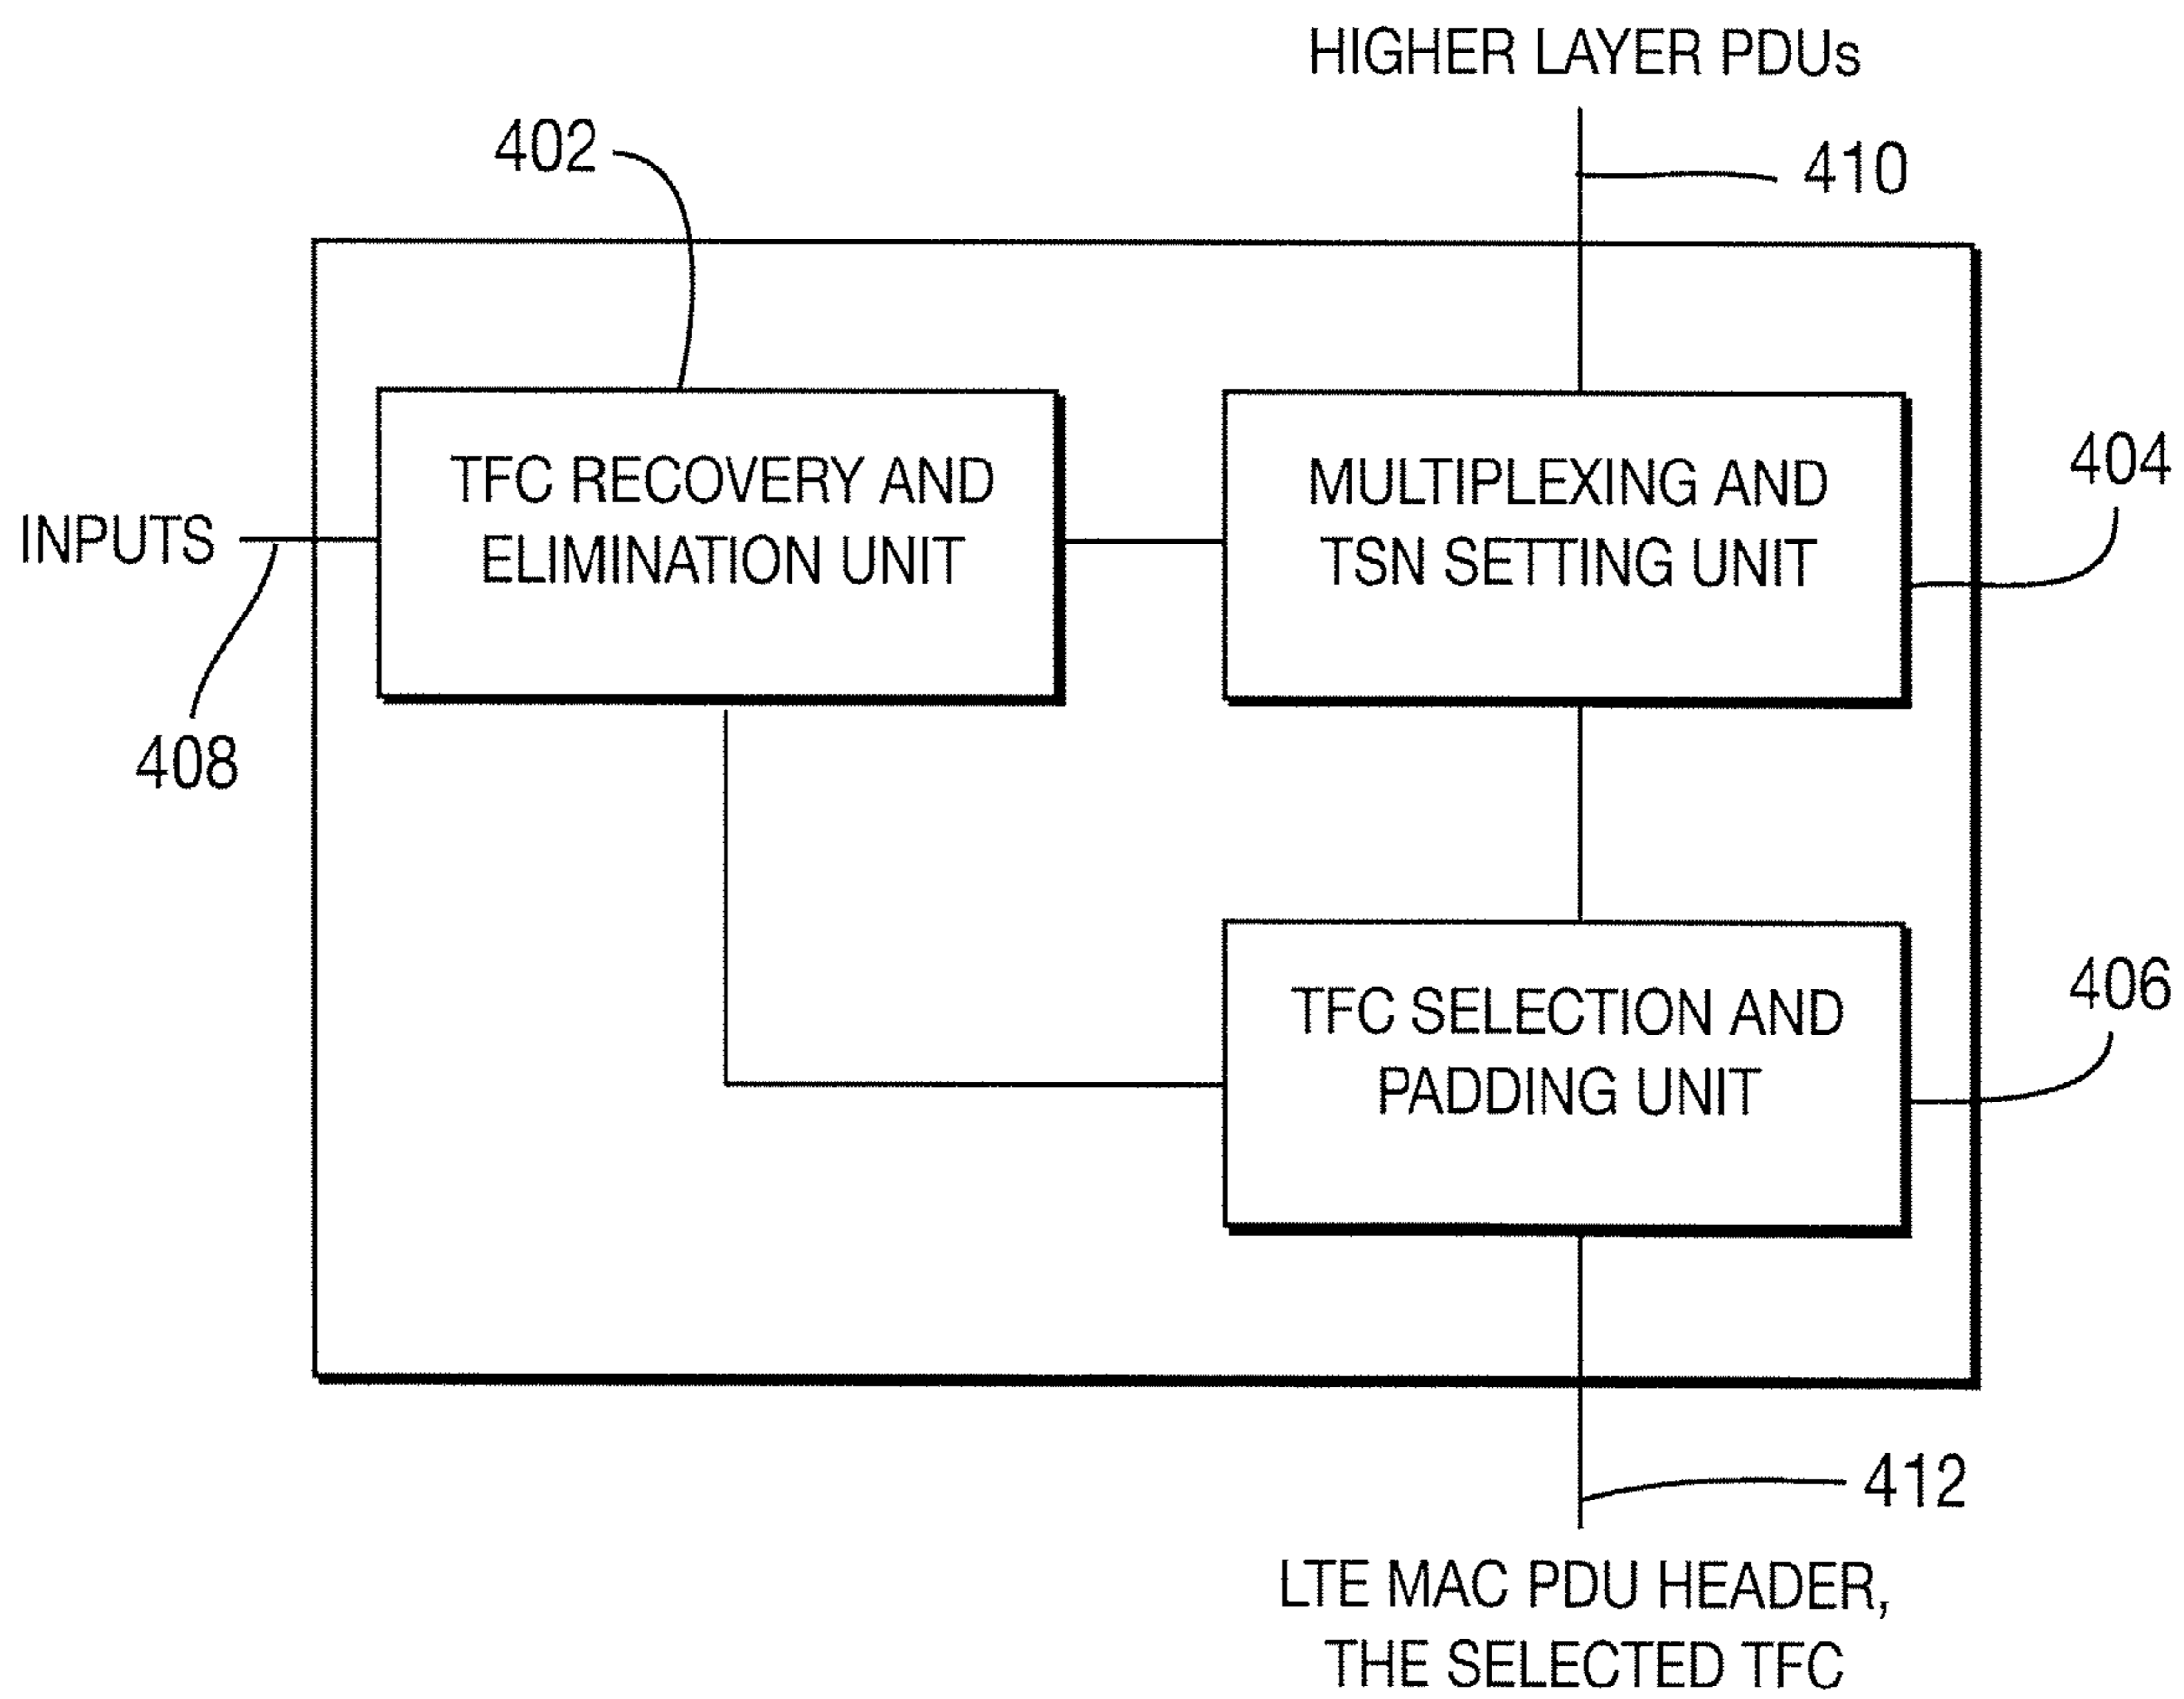 HIGHER LAYER PDUs
402
410
TFC RECOVERY AND
ELIMINATION UNIT
MULTIPLEXING AND
TSN SETTING UNIT
404
INPUTS
408
TFC SELECTION AND
PADDING UNIT
406
412
LTE MAC PDU HEADER,
THE SELECTED TFC